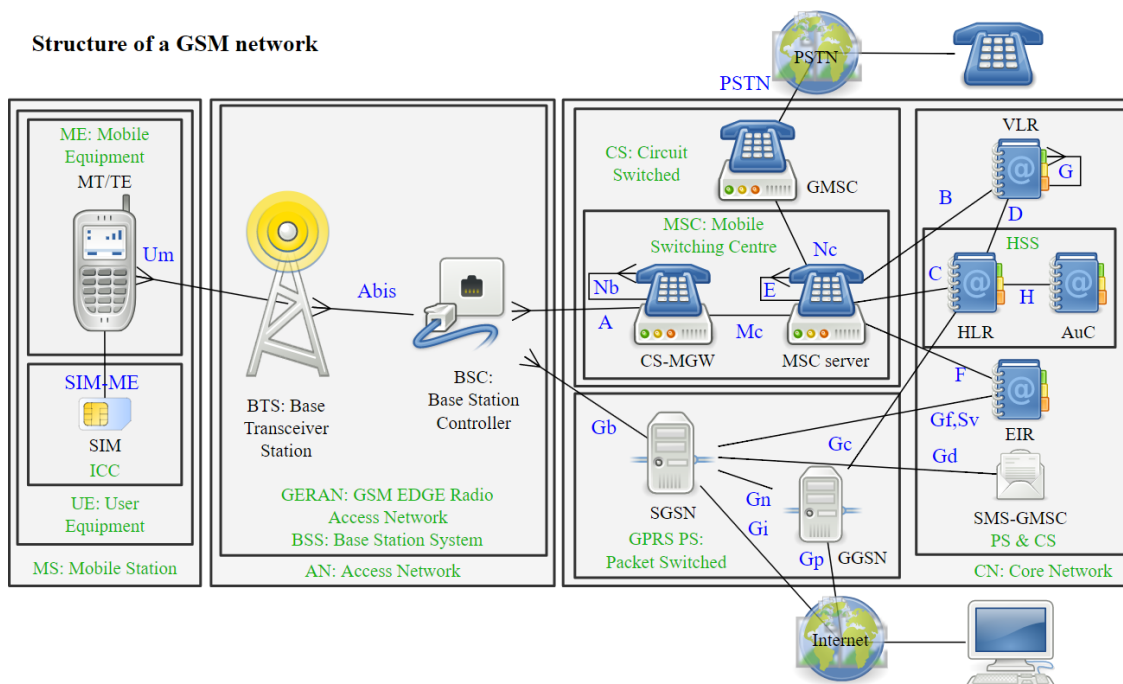 Structure of a GSM network
PSTN
PSTN
ME: Mobile
Equipment
MT/TE
Um
SIM-ME
SIM
ICC
UE: User
Equipment
MS: Mobile Station
Abis
BTS: Base
Transceiver
Station
BSC:
Base Station
Controller
GERAN: GSM EDGE Radio
Access Network
BSS: Base Station System
AN: Access Network
CS: Circuit
Switched
GMSC
MSC: Mobile
Switching Centre
Nc
Nb
E
A
Mc
CS-MGW
MSC server
VLR
G
B
D
HSS
C
H
HLR
AuC
F
Gf,Sv
EIR
Gb
Gc
Gd
Gn
Gi
SGSN
SMS-GMSC
PS & CS
GPRS PS:
Packet Switched
Gp
GGSN
CN: Core Network
Internet